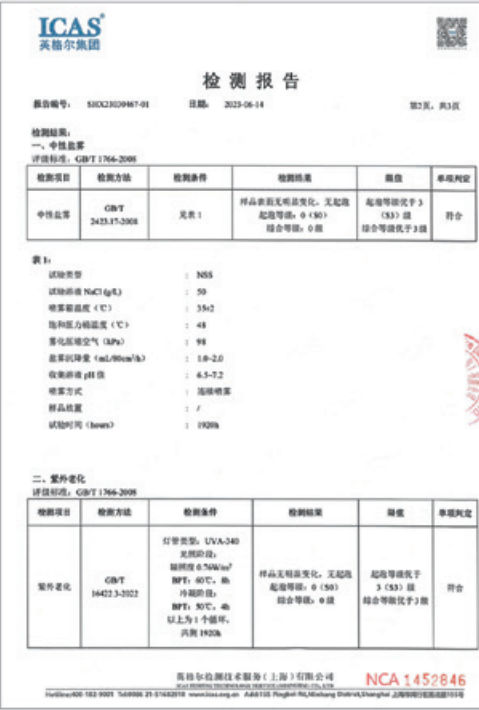 ICAS
英格尔集团
检测报告
报告编号： SHX23030467-01 日期： 2023-06-14 第2页，共3页
检测结果：
一、中性盐雾
评级标准：GB/T 1766-2008
检测项目 检测方法 检测条件 检测结果 限值 单项判定
中性盐雾 GB/T 2423.17-2008 见表 1 样品表面无明显变化，无起泡 起泡等级：0（S0） 综合等级：0 级 起泡等级优于 3（S3）级 综合等级优于 3 级 符合
表 1：
试验类型 ： NSS
试验溶液 NaCl (g/L) ： 50
喷雾箱温度（℃） ： 35±2
饱和压力桶温度（℃） ： 48
雾化压缩空气（kPa） ： 98
盐雾沉降量（mL/80cm²/h） ： 1.0~2.0
收集溶液 pH 值 ： 6.5~7.2
喷雾方式 ： 连续喷雾
样品放置 ： /
试验时间（hours） ： 1920h
二、紫外老化
评级标准：GB/T 1766-2008
检测项目 检测方法 检测条件 检测结果 限值 单项判定
紫外老化 GB/T 16422.3-2022 灯管类型：UVA-340 光照阶段： 辐照度 0.76W/m² BPT：60℃，8h 冷凝阶段： BPT：50℃，4h 以上为 1 个循环， 共测 1920h 样品无明显变化，无起泡 起泡等级：0（S0） 综合等级：0 级 起泡等级优于 3（S3）级 综合等级优于 3 级 符合
英格尔检测技术服务（上海）有限公司
NCA 1452846
www.icas.org.cn